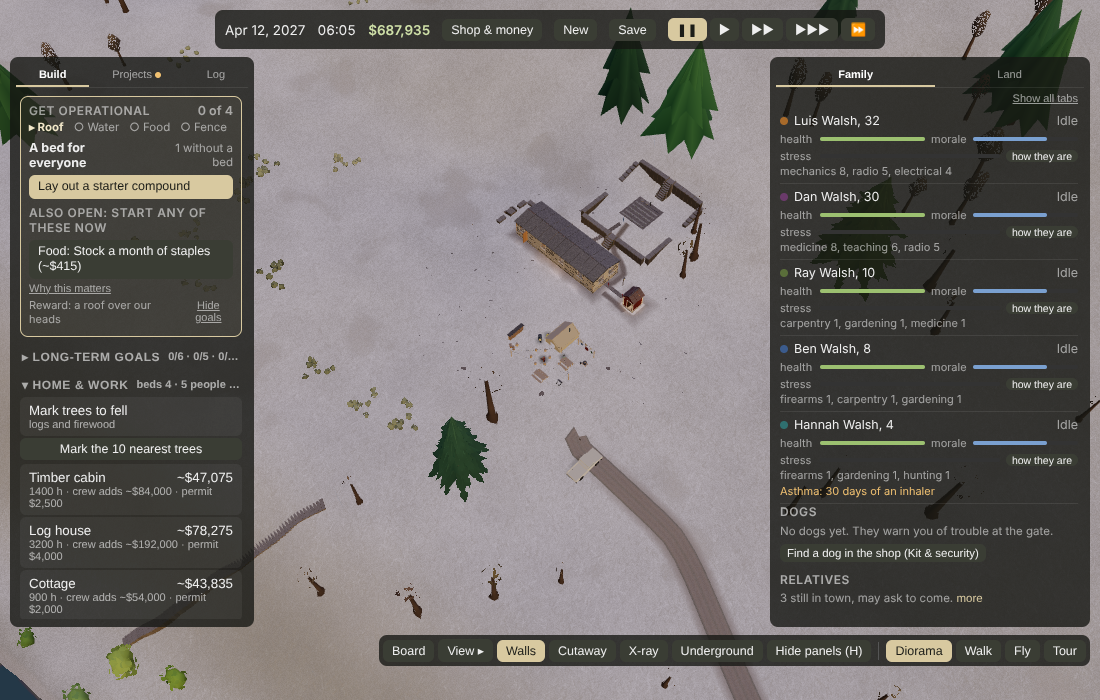 Apr 12, 2027 06:05 $687,935 Shop & money New Save
Build Projects Log
GET OPERATIONAL 0 of 4
▸Roof Water Food Fence
A bed for everyone 1 without a bed
Lay out a starter compound
ALSO OPEN: START ANY OF
THESE NOW
Food: Stock a month of staples
(~$415)
Why this matters
Reward: a roof over our heads Hide goals
▸ LONG-TERM GOALS 0/6 · 0/5 · 0/...
▾ HOME & WORK beds 4 · 5 people ...
Mark trees to fell
logs and firewood
Mark the 10 nearest trees
Timber cabin ~$47,075
1400 h · crew adds ~$84,000 · permit
$2,500
Log house ~$78,275
3200 h · crew adds ~$192,000 · permit
$4,000
Cottage ~$43,835
900 h · crew adds ~$54,000 · permit
$2,000
Family Land
Show all tabs
Luis Walsh, 32 Idle
health morale
stress how they are
mechanics 8, radio 5, electrical 4
Dan Walsh, 30 Idle
health morale
stress how they are
medicine 8, teaching 6, radio 5
Ray Walsh, 10 Idle
health morale
stress how they are
carpentry 1, gardening 1, medicine 1
Ben Walsh, 8 Idle
health morale
stress how they are
firearms 1, carpentry 1, gardening 1
Hannah Walsh, 4 Idle
health morale
stress how they are
firearms 1, gardening 1, hunting 1
Asthma: 30 days of an inhaler
DOGS
No dogs yet. They warn you of trouble at the gate.
Find a dog in the shop (Kit & security)
RELATIVES
3 still in town, may ask to come. more
Board View ▸ Walls Cutaway X-ray Underground Hide panels (H) Diorama Walk Fly Tour